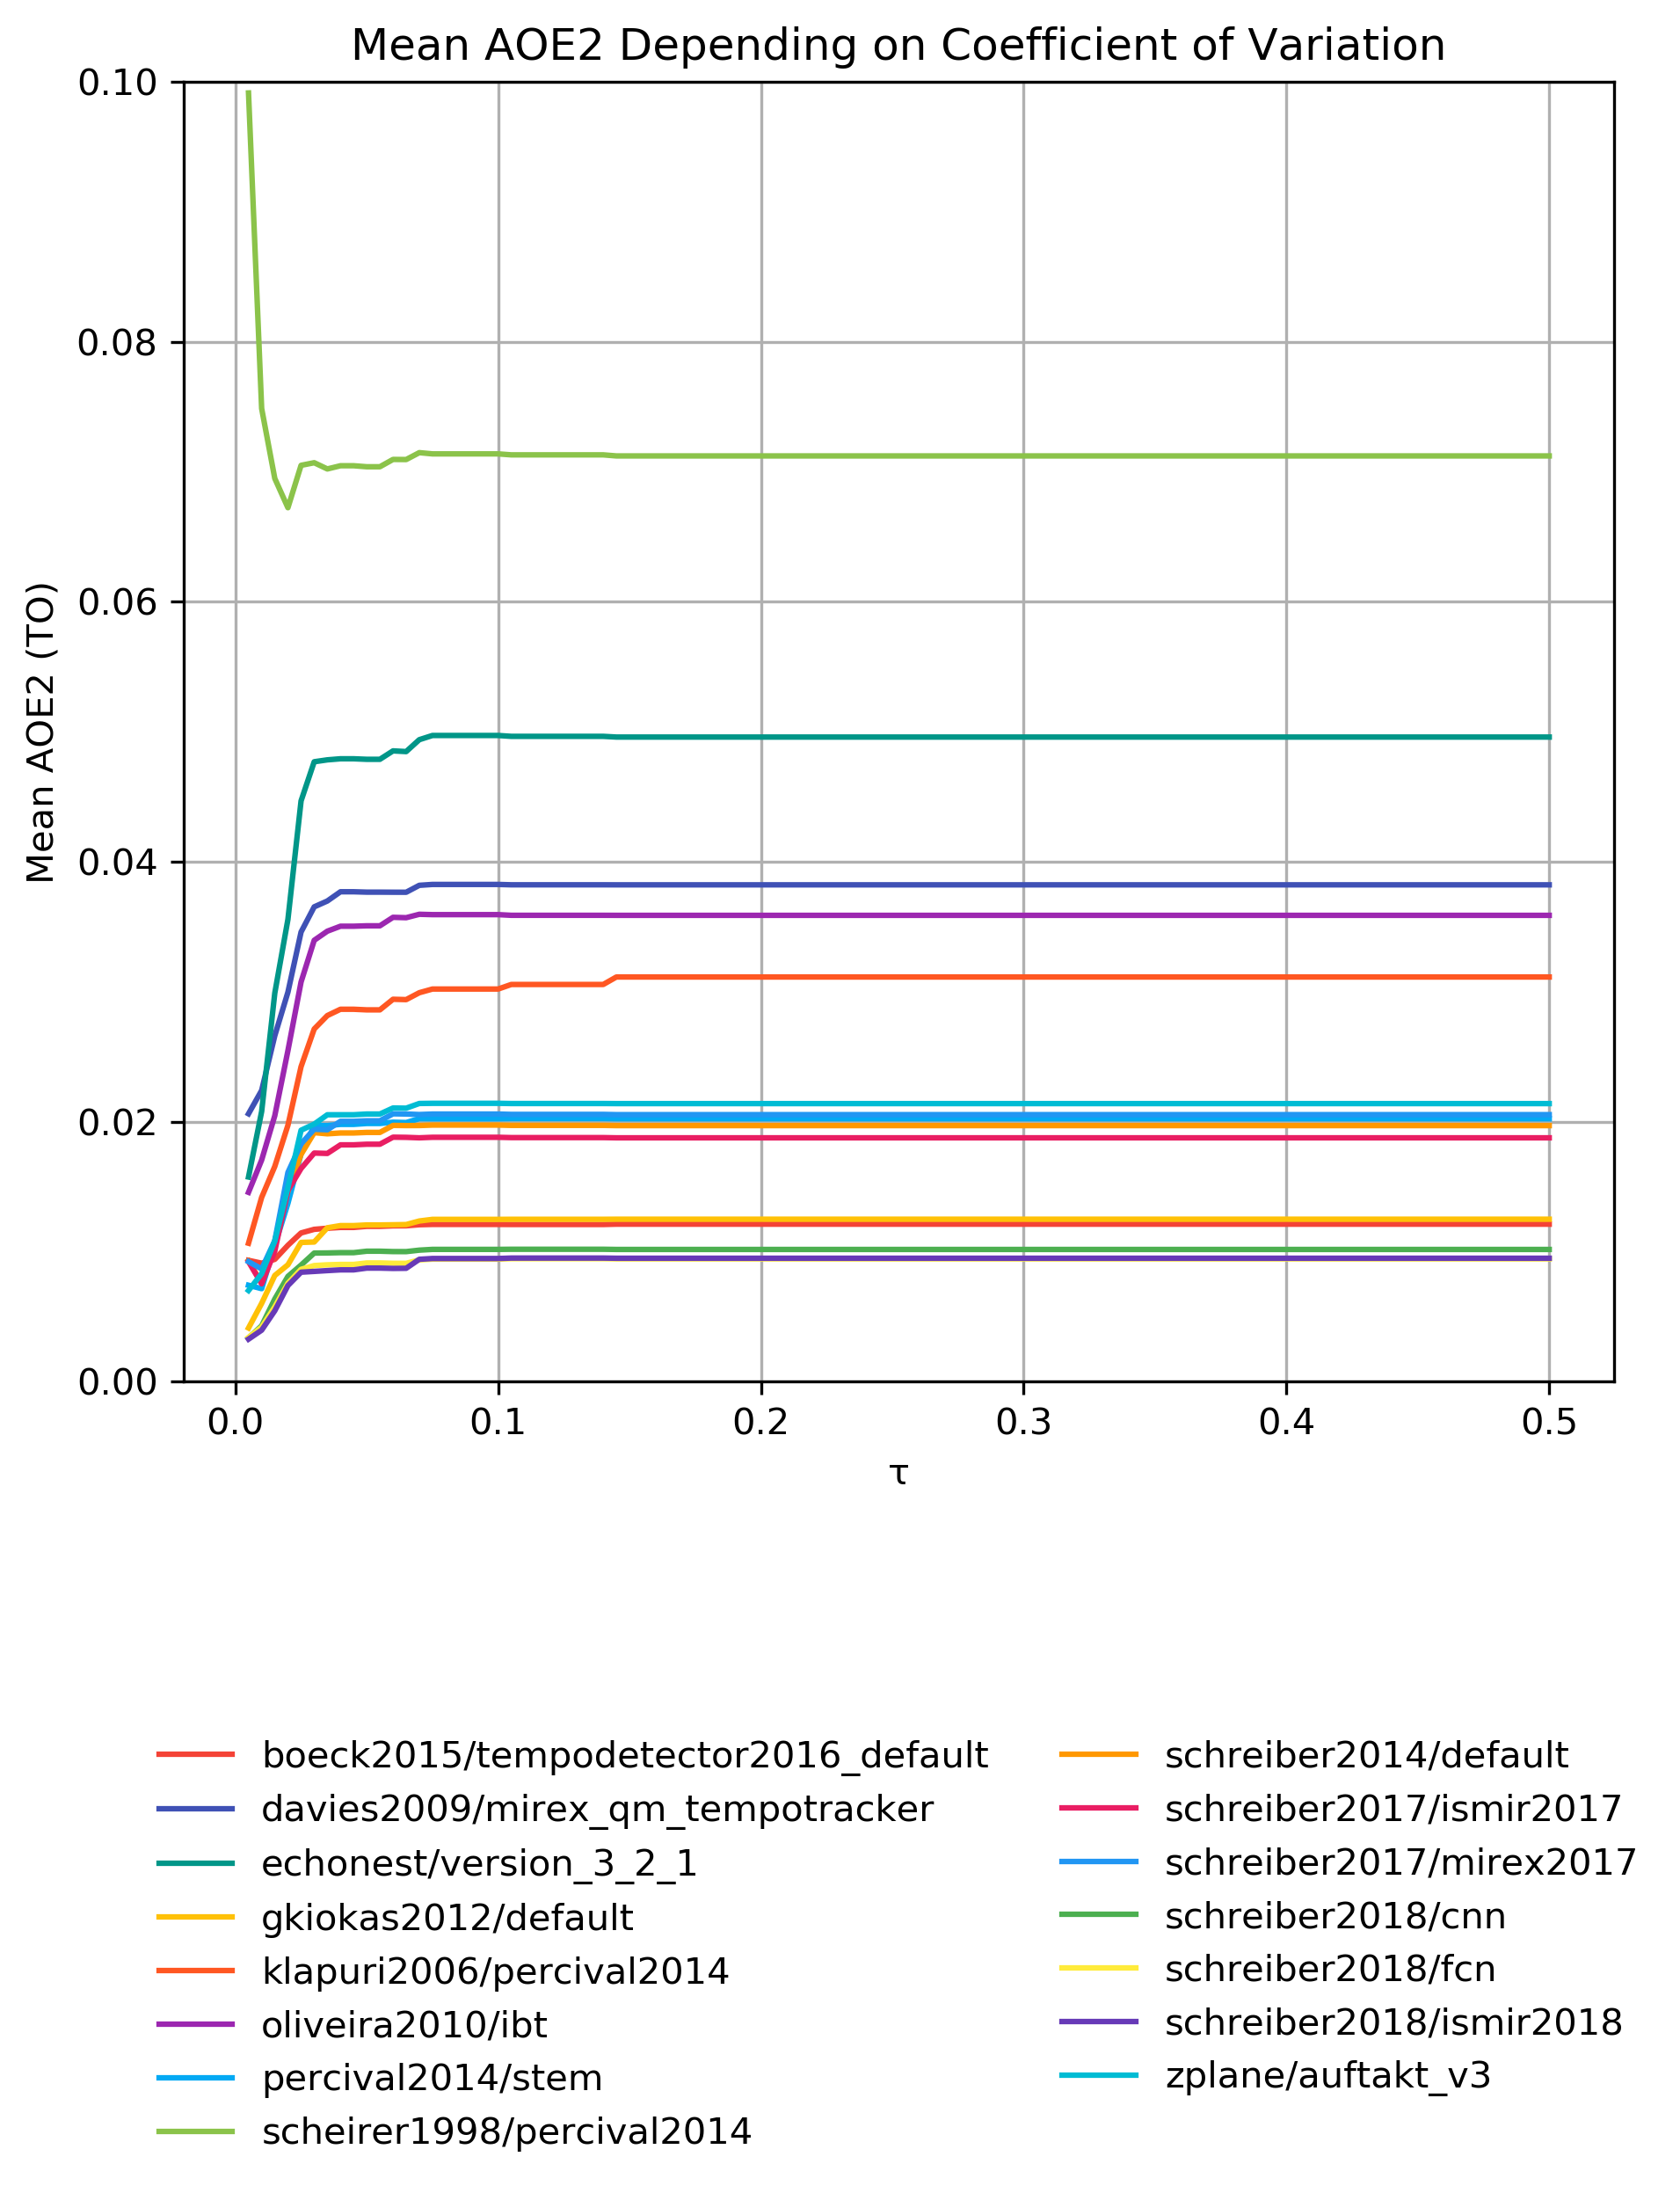 Mean AOE2 Depending on Coefficient of Variation
0.10
0.08
0.06
0.04
0.02
0.00
Mean AOE2 (TO)
0.0 0.1 0.2 0.3 0.4 0.5
τ
boeck2015/tempodetector2016_default
davies2009/mirex_qm_tempotracker
echonest/version_3_2_1
gkiokas2012/default
klapuri2006/percival2014
oliveira2010/ibt
percival2014/stem
scheirer1998/percival2014
schreiber2014/default
schreiber2017/ismir2017
schreiber2017/mirex2017
schreiber2018/cnn
schreiber2018/fcn
schreiber2018/ismir2018
zplane/auftakt_v3